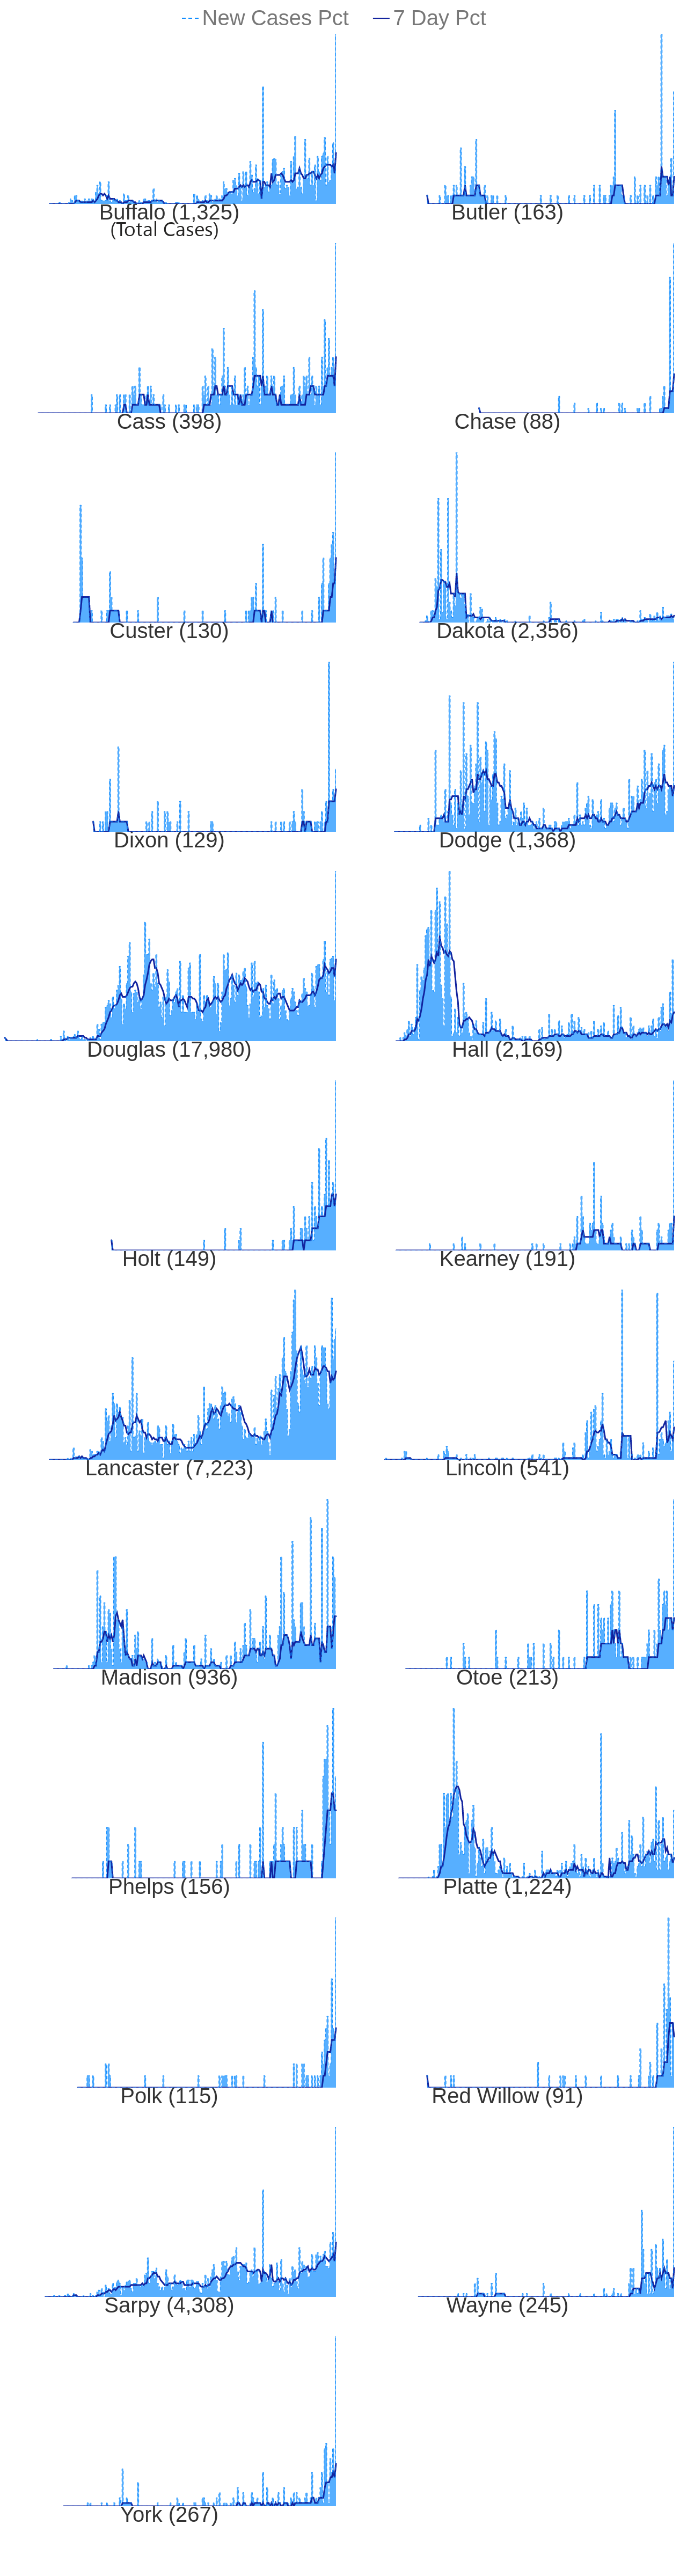 New Cases Pct 7 Day Pct
Buffalo (1,325) Butler (163)
(Total Cases)
Cass (398) Chase (88)
Custer (130) Dakota (2,356)
Dixon (129) Dodge (1,368)
Douglas (17,980) Hall (2,169)
Holt (149) Kearney (191)
Lancaster (7,223) Lincoln (541)
Madison (936) Otoe (213)
Phelps (156) Platte (1,224)
Polk (115) Red Willow (91)
Sarpy (4,308) Wayne (245)
York (267)